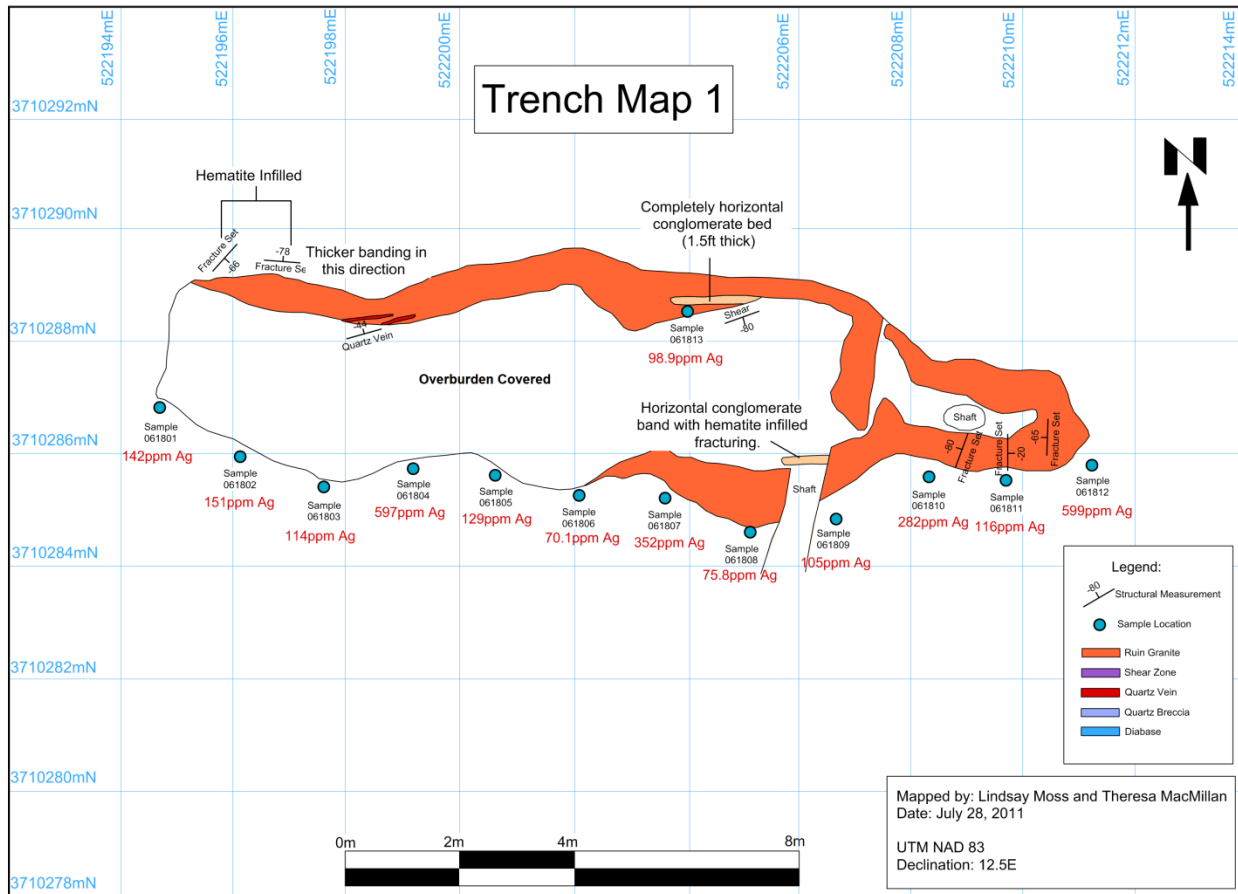 522194mE
522196mE
522198mE
522200mE
522206mE
522208mE
522210mE
522212mE
522214mE
3710292mN
3710290mN
3710288mN
3710286mN
3710284mN
3710282mN
3710280mN
3710278mN
Trench Map 1
N
Hematite Infilled
Fracture Set
-66
-78
Fracture Se
Thicker banding in
this direction
Completely horizontal
conglomerate bed
(1.5ft thick)
-44
Quartz Vein
Shear
-80
Sample
061813
98.9ppm Ag
Overburden Covered
Horizontal conglomerate
band with hematite infilled
fracturing.
Shaft
Shaft
-80
Fracture Set
Fracture Set
-20
-65
Fracture Set
Sample
061801
142ppm Ag
Sample
061802
151ppm Ag
Sample
061803
114ppm Ag
Sample
061804
597ppm Ag
Sample
061805
129ppm Ag
Sample
061806
70.1ppm Ag
Sample
061807
352ppm Ag
Sample
061808
75.8ppm Ag
Sample
061809
105ppm Ag
Sample
061810
282ppm Ag
Sample
061811
116ppm Ag
Sample
061812
599ppm Ag
Legend:
-80
Structural Measurement
Sample Location
Ruin Granite
Shear Zone
Quartz Vein
Quartz Breccia
Diabase
0m
2m
4m
8m
Mapped by: Lindsay Moss and Theresa MacMillan
Date: July 28, 2011
UTM NAD 83
Declination: 12.5E